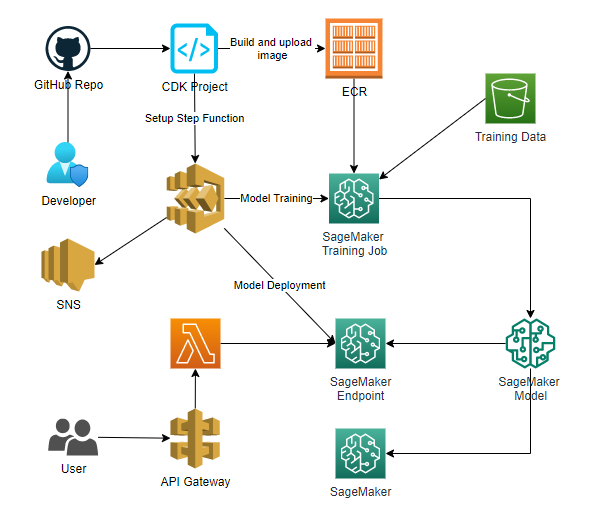 Build and upload
image
GitHub Repo
CDK Project
ECR
Setup Step Function
Training Data
Developer
Model Training
SageMaker
Training Job
Model Deployment
SNS
SageMaker
Endpoint
SageMaker
Model
User
API Gateway
SageMaker